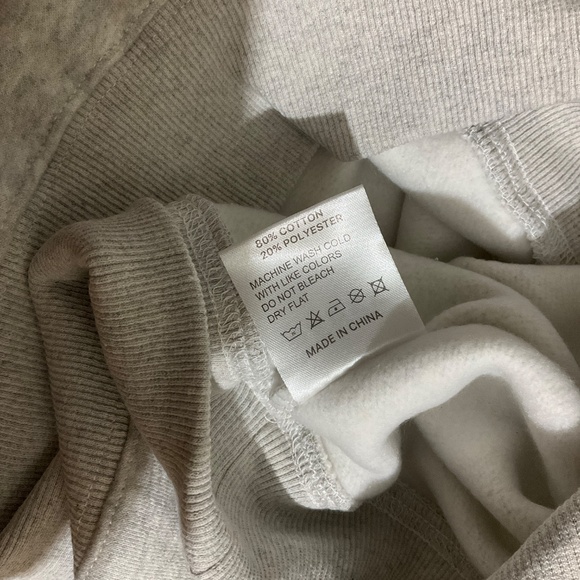 80% COTTON
20% POLYESTER
MACHINE WASH COLD
WITH LIKE COLORS
DO NOT BLEACH
DRY FLAT
MADE IN CHINA